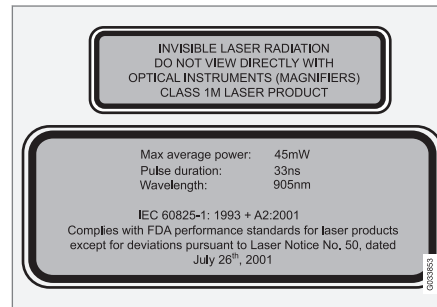 INVISIBLE LASER RADIATION
DO NOT VIEW DIRECTLY WITH
OPTICAL INSTRUMENTS (MAGNIFIERS)
CLASS 1M LASER PRODUCT
Max average power: 45mW
Pulse duration: 33ns
Wavelength: 905nm
IEC 60825-1: 1993 + A2:2001
Complies with FDA performance standards for laser products
except for deviations pursuant to Laser Notice No. 50, dated
July 26th, 2001
G033853